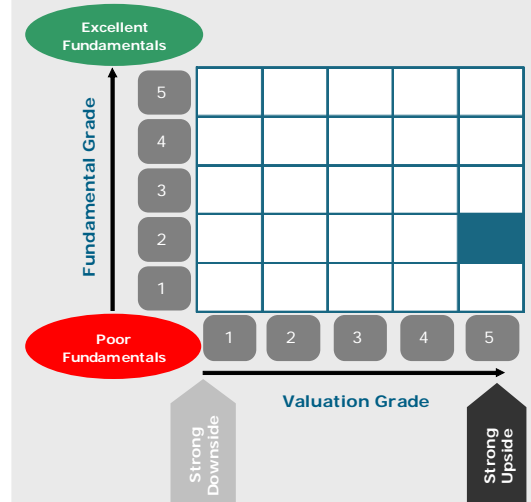 Excellent
Fundamentals
Fundamental Grade
5
4
3
2
1
Poor
Fundamentals
1
2
3
4
5
Valuation Grade
Strong
Downside
Strong
Upside